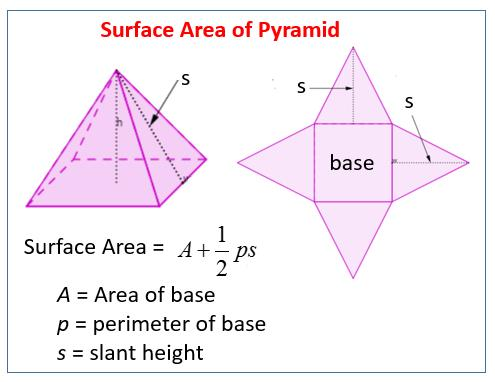 Surface Area of Pyramid
s
h
s
s
base
Surface Area = A + 1/2 ps
A = Area of base
p = perimeter of base
s = slant height